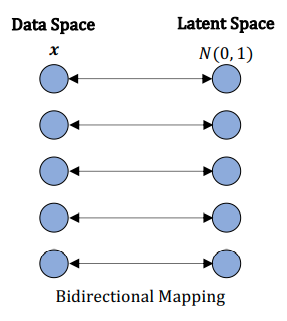 Data Space Latent Space
x N(0, 1)
Bidirectional Mapping